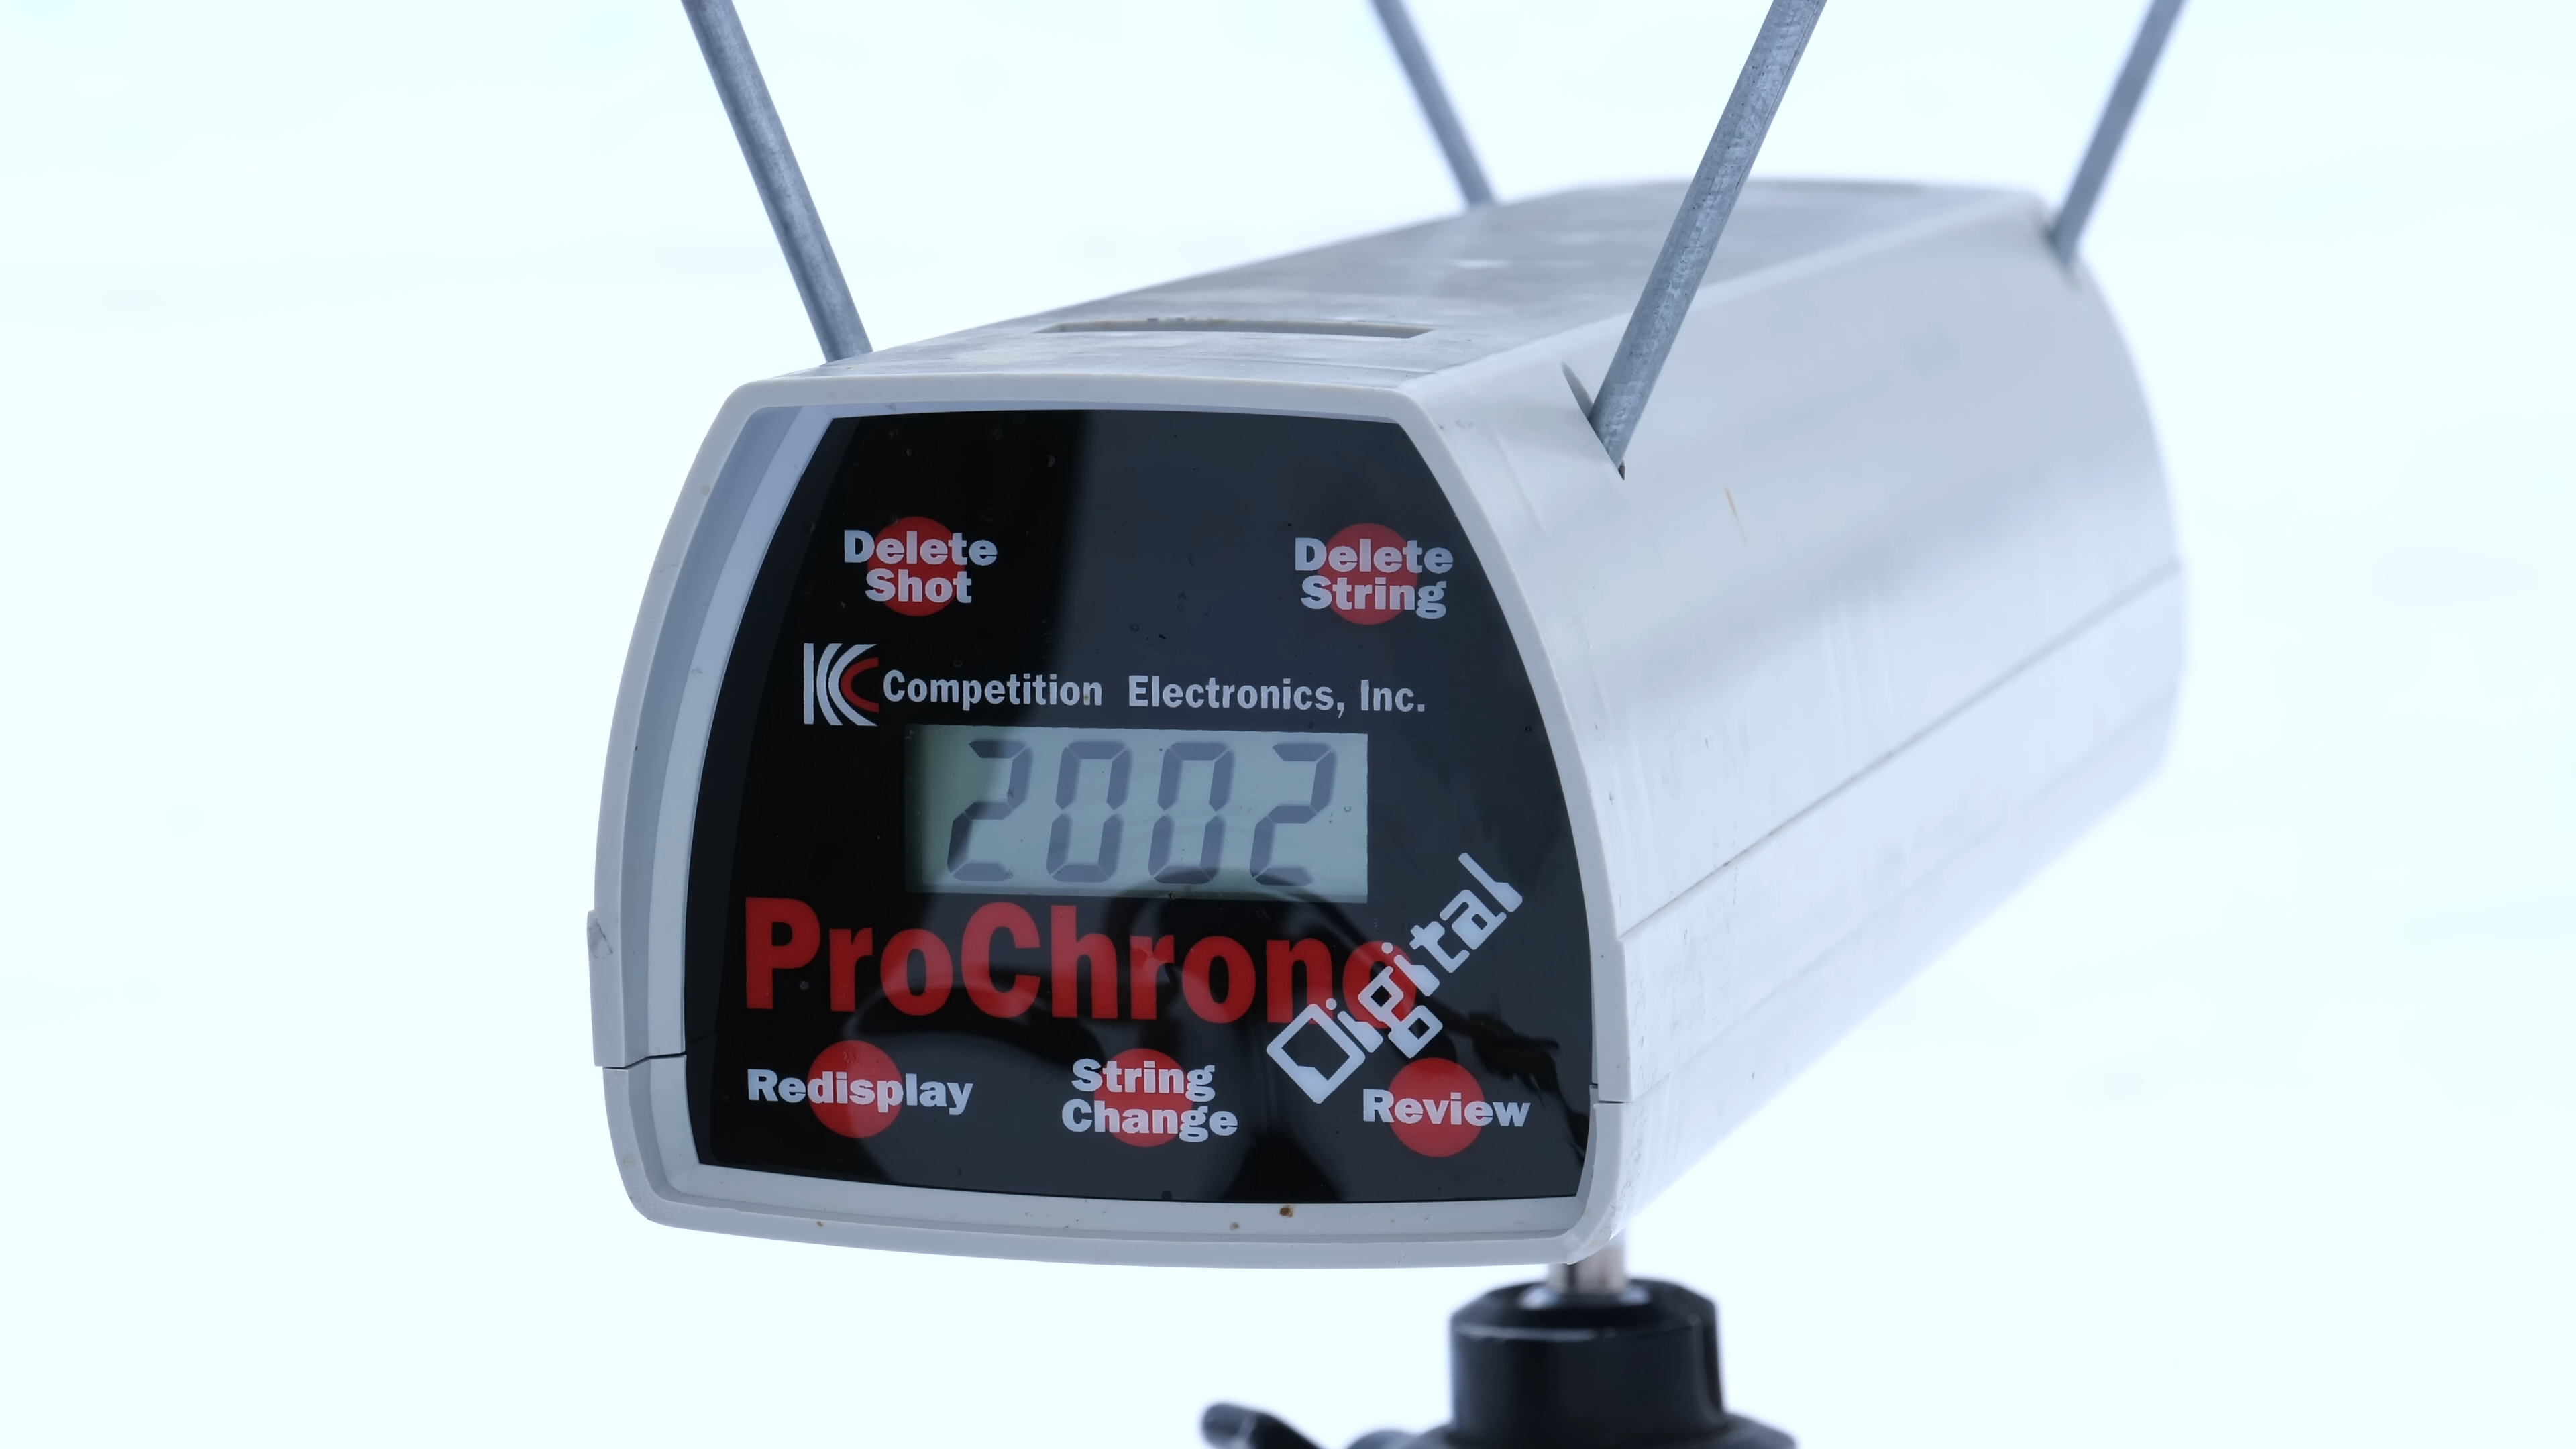 Delete
Shot
Delete
String
Competition Electronics, Inc.
2002
ProChrono
Digital
Redisplay
String
Change
Review